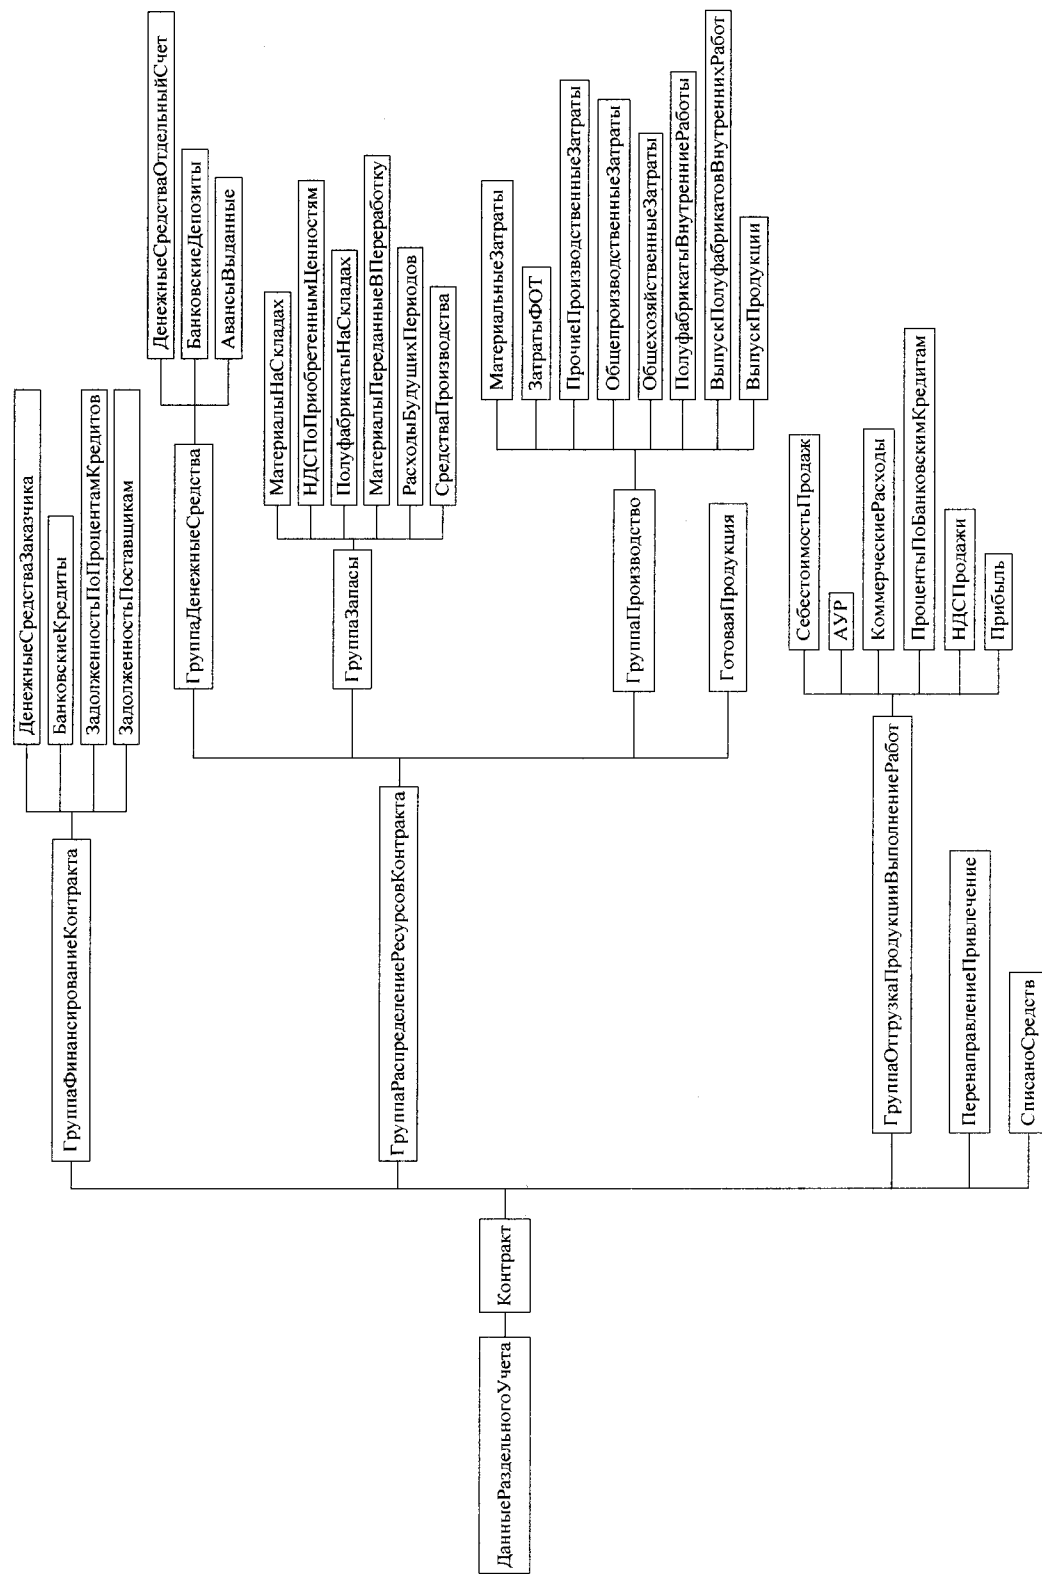 ДанныеРаздельногоУчета
Контракт
ГруппаФинансированиеКонтракта
ДенежныеСредстваЗаказчика
БанковскиеКредиты
ЗадолженностьПоПроцентамКредитов
ЗадолженностьПоставщикам
ГруппаРаспределениеРесурсовКонтракта
ГруппаДенежныеСредства
ДенежныеСредстваОтдельныйСчет
БанковскиеДепозиты
АвансыВыданные
ГруппаЗапасы
МатериалыНаСкладах
НДСПоПриобретеннымЦенностям
ПолуфабрикатыНаСкладах
МатериалыПереданныеВПереработку
РасходыБудущихПериодов
СредстваПроизводства
ГруппаПроизводство
МатериальныеЗатраты
ЗатратыФОТ
ПрочиеПроизводственныеЗатраты
ОбщепроизводственныеЗатраты
ОбщехозяйственныеЗатраты
ПолуфабрикатыВнутренниеРаботы
ВыпускПолуфабрикатовВнутреннихРабот
ВыпускПродукции
ГотоваяПродукция
ГруппаОтгрузкаПродукцииВыполнениеРабот
СебестоимостьПродаж
АУР
КоммерческиеРасходы
ПроцентыПоБанковскимКредитам
НДСПродажи
Прибыль
ПеренаправлениеПривлечение
СписаноСредств